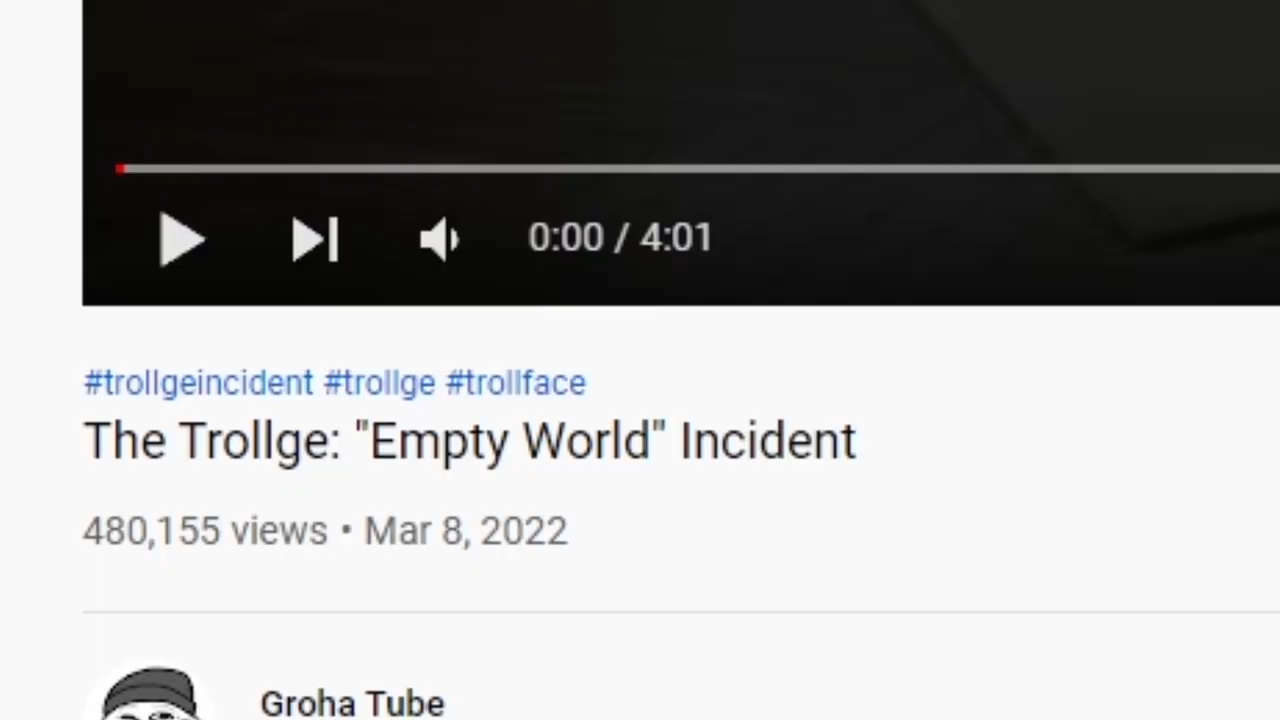 0:00 / 4:01
#trollgeincident #trollge #trollface
The Trollge: "Empty World" Incident
480,155 views • Mar 8, 2022
Groha Tube